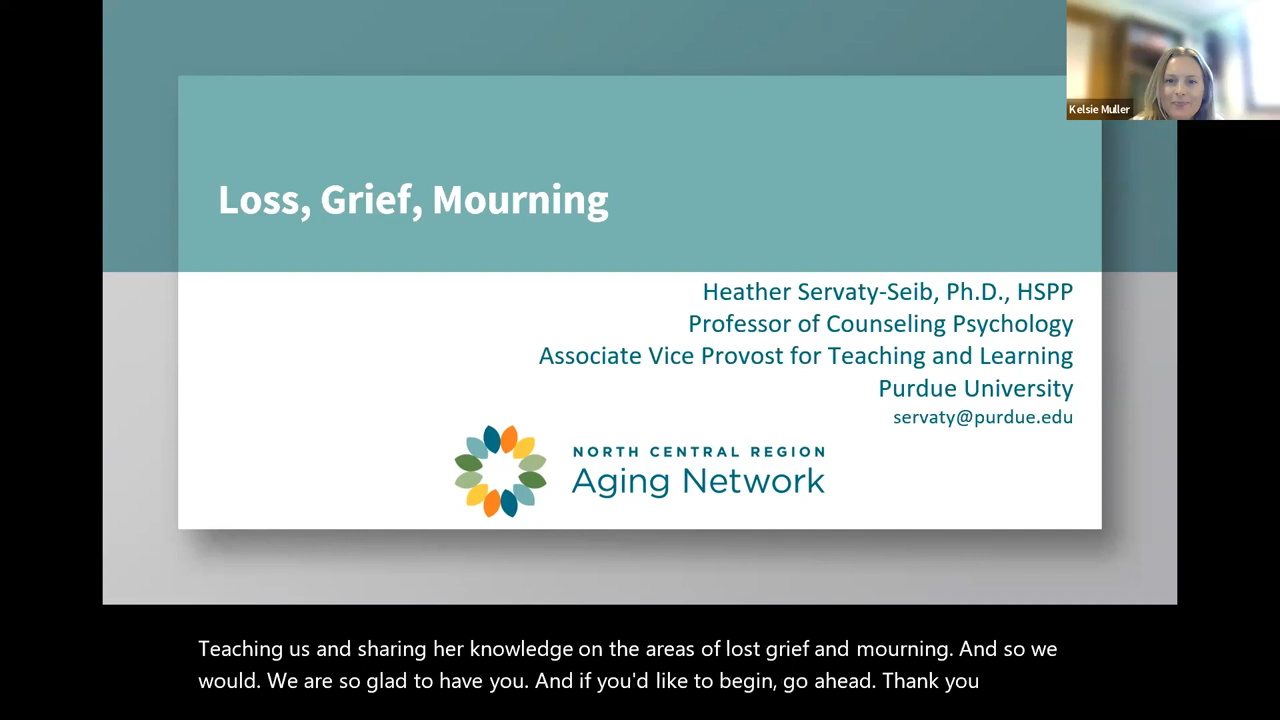 Kelsie Muller
Loss, Grief, Mourning
Heather Servaty-Seib, Ph.D., HSPP
Professor of Counseling Psychology
Associate Vice Provost for Teaching and Learning
Purdue University
servaty@purdue.edu
NORTH CENTRAL REGION
Aging Network
Teaching us and sharing her knowledge on the areas of lost grief and mourning. And so we
would. We are so glad to have you. And if you'd like to begin, go ahead. Thank you